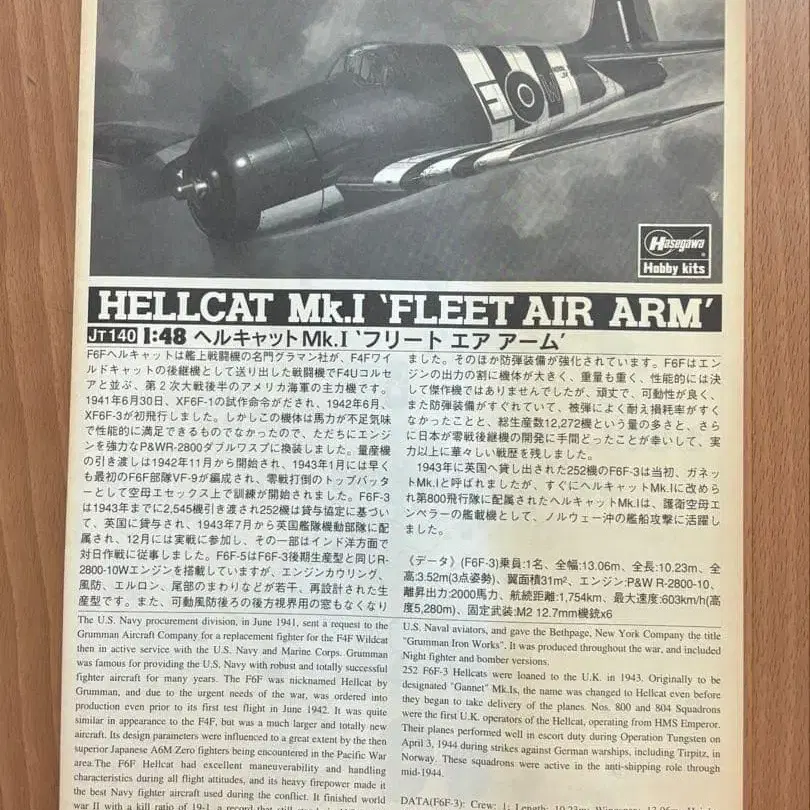 Hasegawa
Hobby kits
HELLCAT Mk.I 'FLEET AIR ARM'
JT140 1:48 ヘルキャットMk.I 'フリート エア アーム'
F6Fヘルキャットは艦上戦闘機の名門グラマン社が、F4Fワイ
ルドキャットの後継機として送り出した戦闘機でF4Uコルセ
アと並ぶ、第2次大戦後半のアメリカ海軍の主力機です。
1941年6月30日、XF6F-1の試作命令がだされ、1942年6月、
XF6F-3が初飛行しました。しかしこの機体は馬力が不足気味
で性能的に満足できるものでなかったので、ただちにエンジ
ンを強力なP&WR-2800ダブルワスプに換装しました。量産機
の引き渡しは1942年11月から開始され、1943年1月には早く
も最初のF6F部隊VF-9が編成され、零戦打倒のトップバッタ
ーとして空母エセックス上で訓練が開始されました。F6F-3
は1943年までに2,545機引き渡され252機は貸与協定に基づい
て、英国に貸与され、1943年7月から英国艦隊機動部隊に配
属され、12月には実戦に参加し、その一部はインド洋方面で
対日作戦に従事しました。F6F-5はF6F-3後期生産型と同じR-
2800-10Wエンジンを搭載していますが、エンジンカウリング、
風防、エルロン、尾部のまわりなどが若干、再設計された生
産型です。また、可動風防後ろの後方視界用の窓もなくなり
ました。そのほか防弾装備が強化されています。F6Fはエン
ジンの出力の割に機体が大きく、重量も重く、性能的には決
して傑作機ではありませんでしたが、頑丈で、可動性が良く、
また防弾装備がすぐれていて、被弾によく耐え損耗率がすく
なかったことと、総生産数12,272機という量の多さと、さら
に日本が零戦後継機の開発に手間どったことが幸いして、実
力以上に華々しい戦歴を残しました。
1943年に英国へ貸し出された252機のF6F-3は当初、ガネッ
トMk.Iと呼ばれましたが、すぐにヘルキャットMk.Iに改めら
れ第800飛行隊に配属されたヘルキャットMk.Iは、護衛空母エ
ンペラーの艦載機として、ノルウェー沖の艦船攻撃に活躍し
ました。
《データ》(F6F-3)乗員:1名、全幅:13.06m、全長:10.23m、全
高:3.52m(3点姿勢)、翼面積31m²、エンジン:P&W R-2800-10、
離昇出力:2000馬力、航続距離:1,754km、最大速度:603km/h(高
度5,280m)、固定武装:M2 12.7mm機銃x6
The U.S. Navy procurement division, in June 1941, sent a request to the
Grumman Aircraft Company for a replacement fighter for the F4F Wildcat
then in active service with the U.S. Navy and Marine Corps. Grumman
was famous for providing the U.S. Navy with robust and totally successful
fighter aircraft for many years. The F6F was nicknamed Hellcat by
Grumman, and due to the urgent needs of the war, was ordered into
production even prior to its first test flight in June 1942. It was quite
similar in appearance to the F4F, but was a much larger and totally new
aircraft. Its design parameters were influenced to a great extent by the then
superior Japanese A6M Zero fighters being encountered in the Pacific War
area.The F6F Hellcat had excellent maneuverability and handling
characteristics during all flight attitudes, and its heavy firepower made it
the best Navy fighter aircraft used during the conflict. It finished world
war II with a kill ratio of 19-1, a record that still
U.S. Naval aviators, and gave the Bethpage, New York Company the title
"Grumman Iron Works". It was produced throughout the war, and included
Night fighter and bomber versions.
252 F6F-3 Hellcats were loaned to the U.K. in 1943. Originally to be
designated "Gannet" Mk.Is, the name was changed to Hellcat even before
they began to take delivery of the planes. Nos. 800 and 804 Squadrons
were the first U.K. operators of the Hellcat, operating from HMS Emperor.
Their planes performed well in escort duty during Operation Tungsten on
April 3, 1944 during strikes against German warships, including Tirpitz, in
Norway. These squadrons were active in the anti-shipping role through
mid-1944.
DATA(F6F-3): Crew: 1; Length: 10.23m; Wingspan: 13.06m;